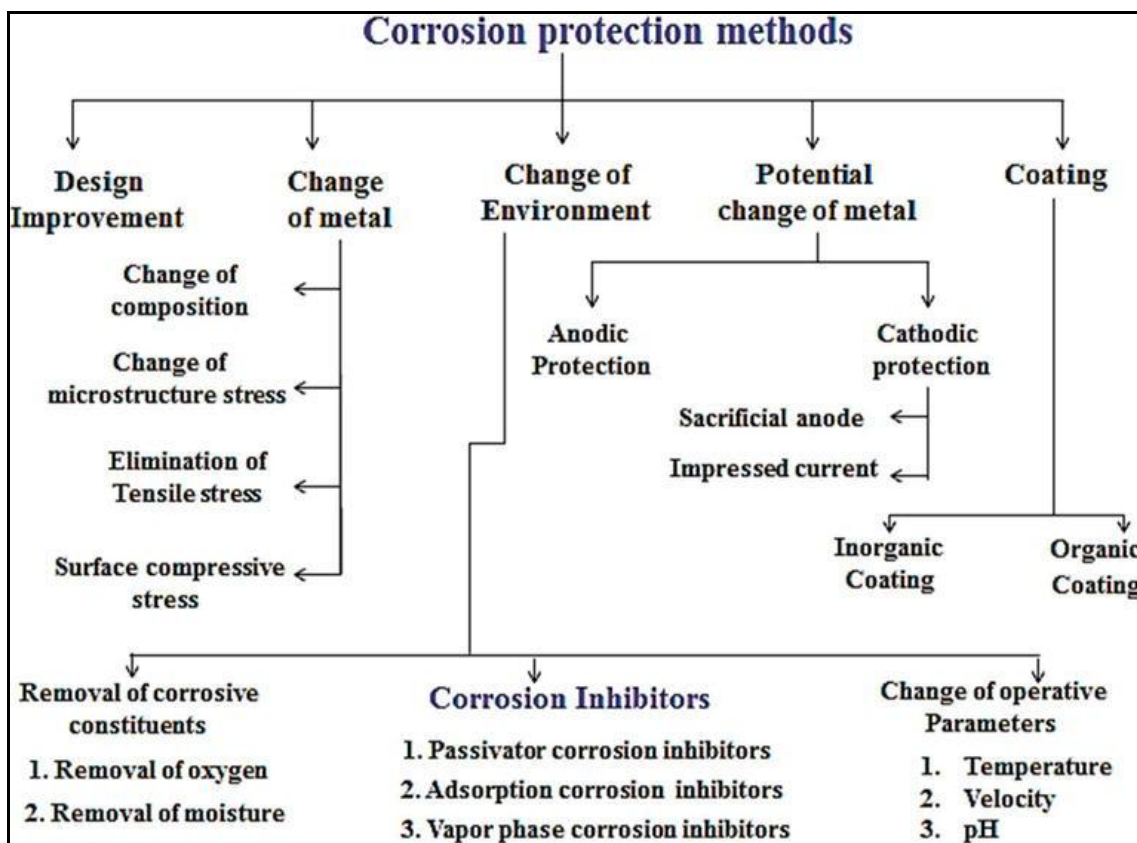 Corrosion protection methods
Design
Improvement
Change
of metal
Change of
Environment
Potential
change of metal
Coating
Change of
composition
Change of
microstructure stress
Elimination of
Tensile stress
Surface compressive
stress
Anodic
Protection
Cathodic
protection
Sacrificial anode
Impressed current
Inorganic
Coating
Organic
Coating
Removal of corrosive
constituents
1. Removal of oxygen
2. Removal of moisture
Corrosion Inhibitors
1. Passivator corrosion inhibitors
2. Adsorption corrosion inhibitors
3. Vapor phase corrosion inhibitors
Change of operative
Parameters
1. Temperature
2. Velocity
3. pH